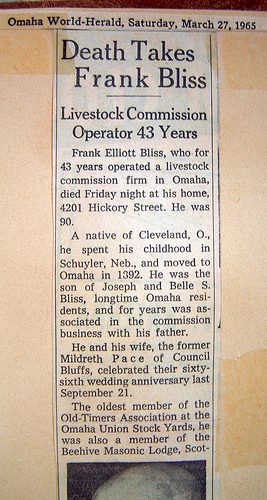 Omaha World-Herald, Saturday, March 27, 1965
Death Takes
Frank Bliss
Livestock Commission
Operator 43 Years
Frank Elliott Bliss, who for
43 years operated a livestock
commission firm in Omaha,
died Friday night at his home,
4201 Hickory Street. He was
90.
A native of Cleveland, O.,
he spent his childhood in
Schuyler, Neb., and moved to
Omaha in 1392. He was the
son of Joseph and Belle S.
Bliss, longtime Omaha resi-
dents, and for years was as-
sociated in the commission
business with his father.
He and his wife, the former
Mildreth Pace of Council
Bluffs, celebrated their sixty-
sixth wedding anniversary last
September 21.
The oldest member of the
Old-Timers Association at the
Omaha Union Stock Yards, he
was also a member of the
Beehive Masonic Lodge, Scot-